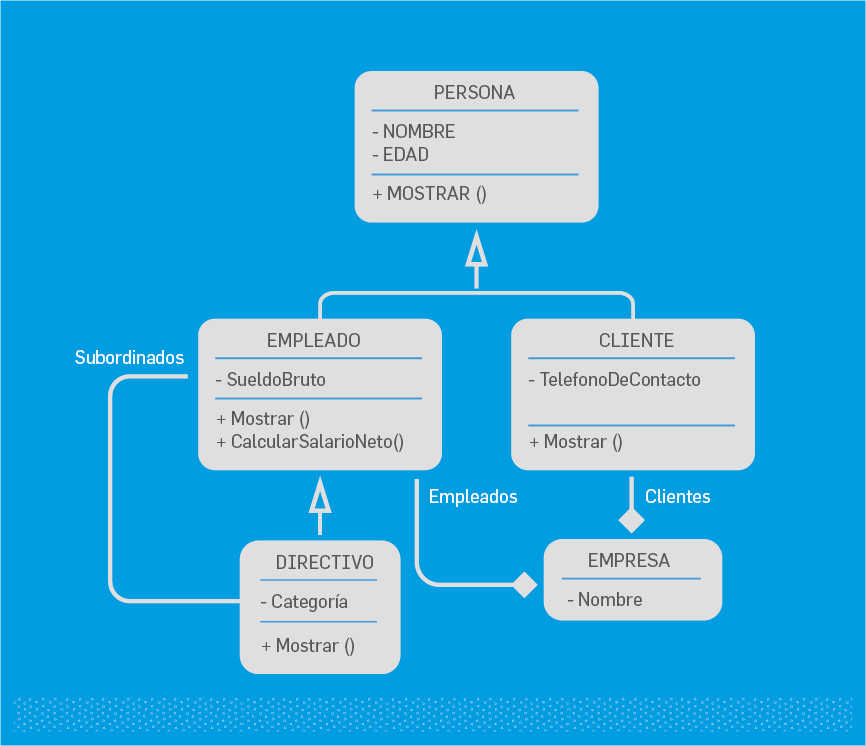 PERSONA
- NOMBRE
- EDAD
+ MOSTRAR ()
EMPLEADO
- SueldoBruto
+ Mostrar ()
+ CalcularSalarioNeto()
CLIENTE
- TelefonoDeContacto
+ Mostrar ()
Subordinados
Empleados
Clientes
DIRECTIVO
- Categoría
+ Mostrar ()
EMPRESA
- Nombre